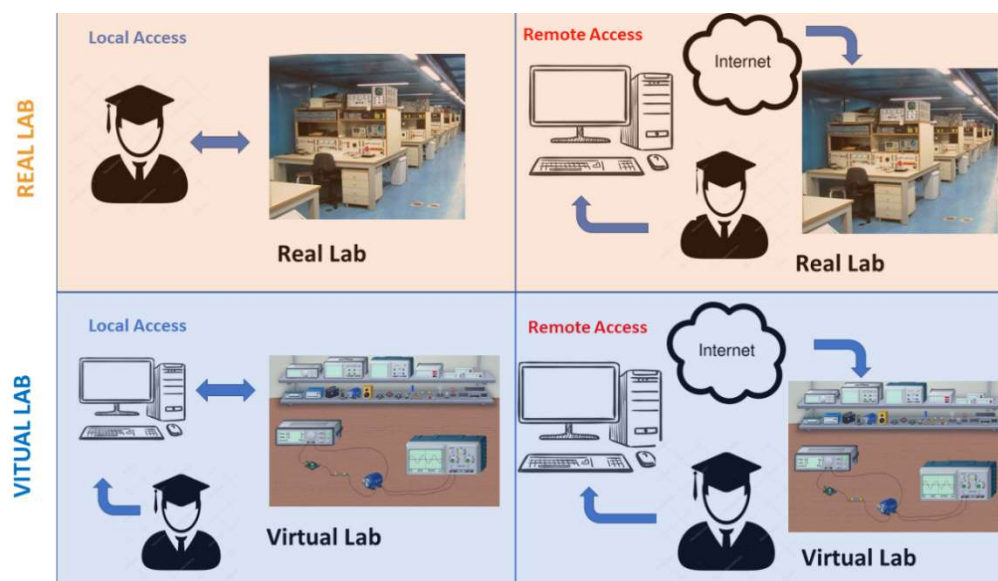 REAL LAB
Local Access
Real Lab
Remote Access
Internet
Real Lab
VITUAL LAB
Local Access
Virtual Lab
Remote Access
Internet
Virtual Lab